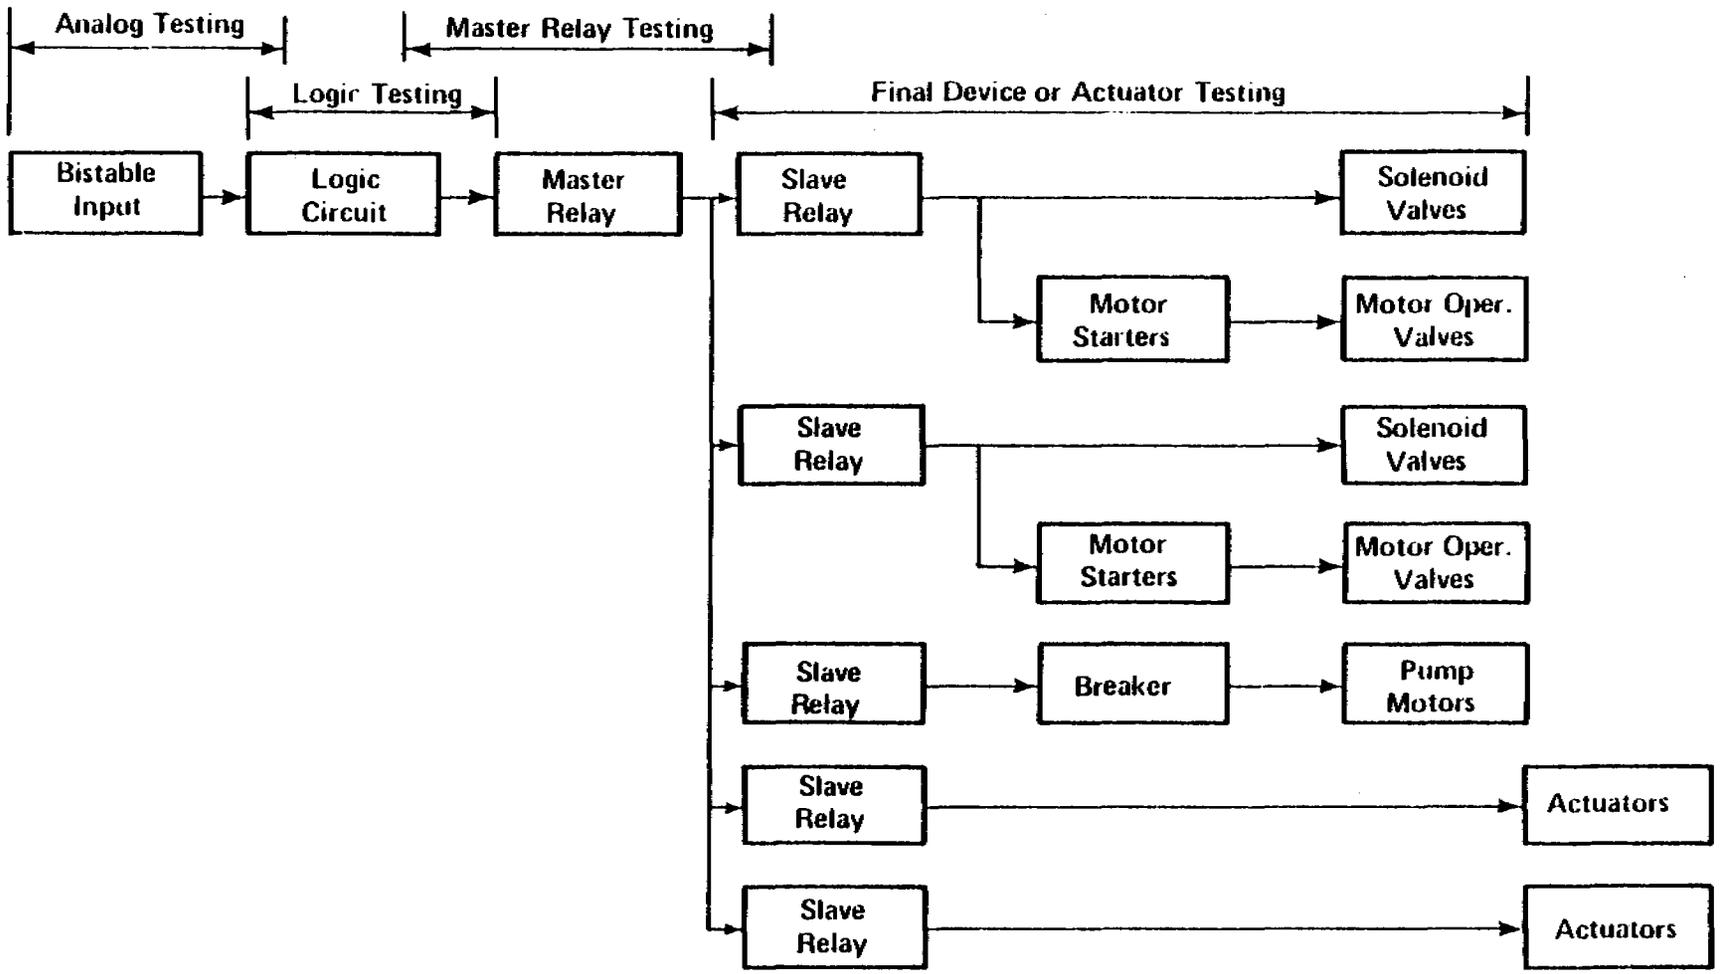 Analog Testing
Master Relay Testing
Logic Testing
Final Device or Actuator Testing
Bistable
Input
Logic
Circuit
Master
Relay
Slave
Relay
Solenoid
Valves
Motor
Starters
Motor Oper.
Valves
Slave
Relay
Solenoid
Valves
Motor
Starters
Motor Oper.
Valves
Slave
Relay
Breaker
Pump
Motors
Slave
Relay
Actuators
Slave
Relay
Actuators